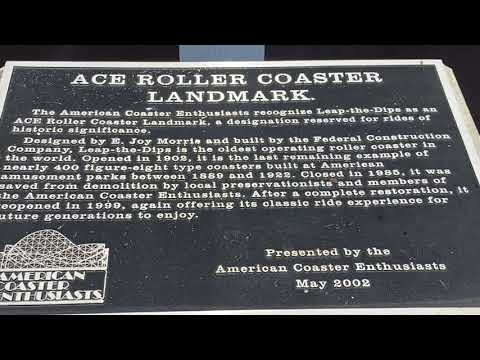 ACE ROLLER COASTER
LANDMARK.
The American Coaster Enthusiasts recognize Leap-the-Dips as an
ACE Roller Coaster Landmark, a designation reserved for rides of
historic significance.
Designed by E. Joy Morris and built by the Federal Construction
Company, Leap-the-Dips is the oldest operating roller coaster in
the world. Opened in 1902, it is the last remaining example of
nearly 400 figure-eight type coasters built at American
amusement parks between 1889 and 1922. Closed in 1985, it was
saved from demolition by local preservationists and members of
the American Coaster Enthusiasts. After a complete restoration, it
reopened in 1999, again offering its classic ride experience for
future generations to enjoy.
Presented by the
American Coaster Enthusiasts
May 2002
AMERICAN
COASTER
ENTHUSIASTS